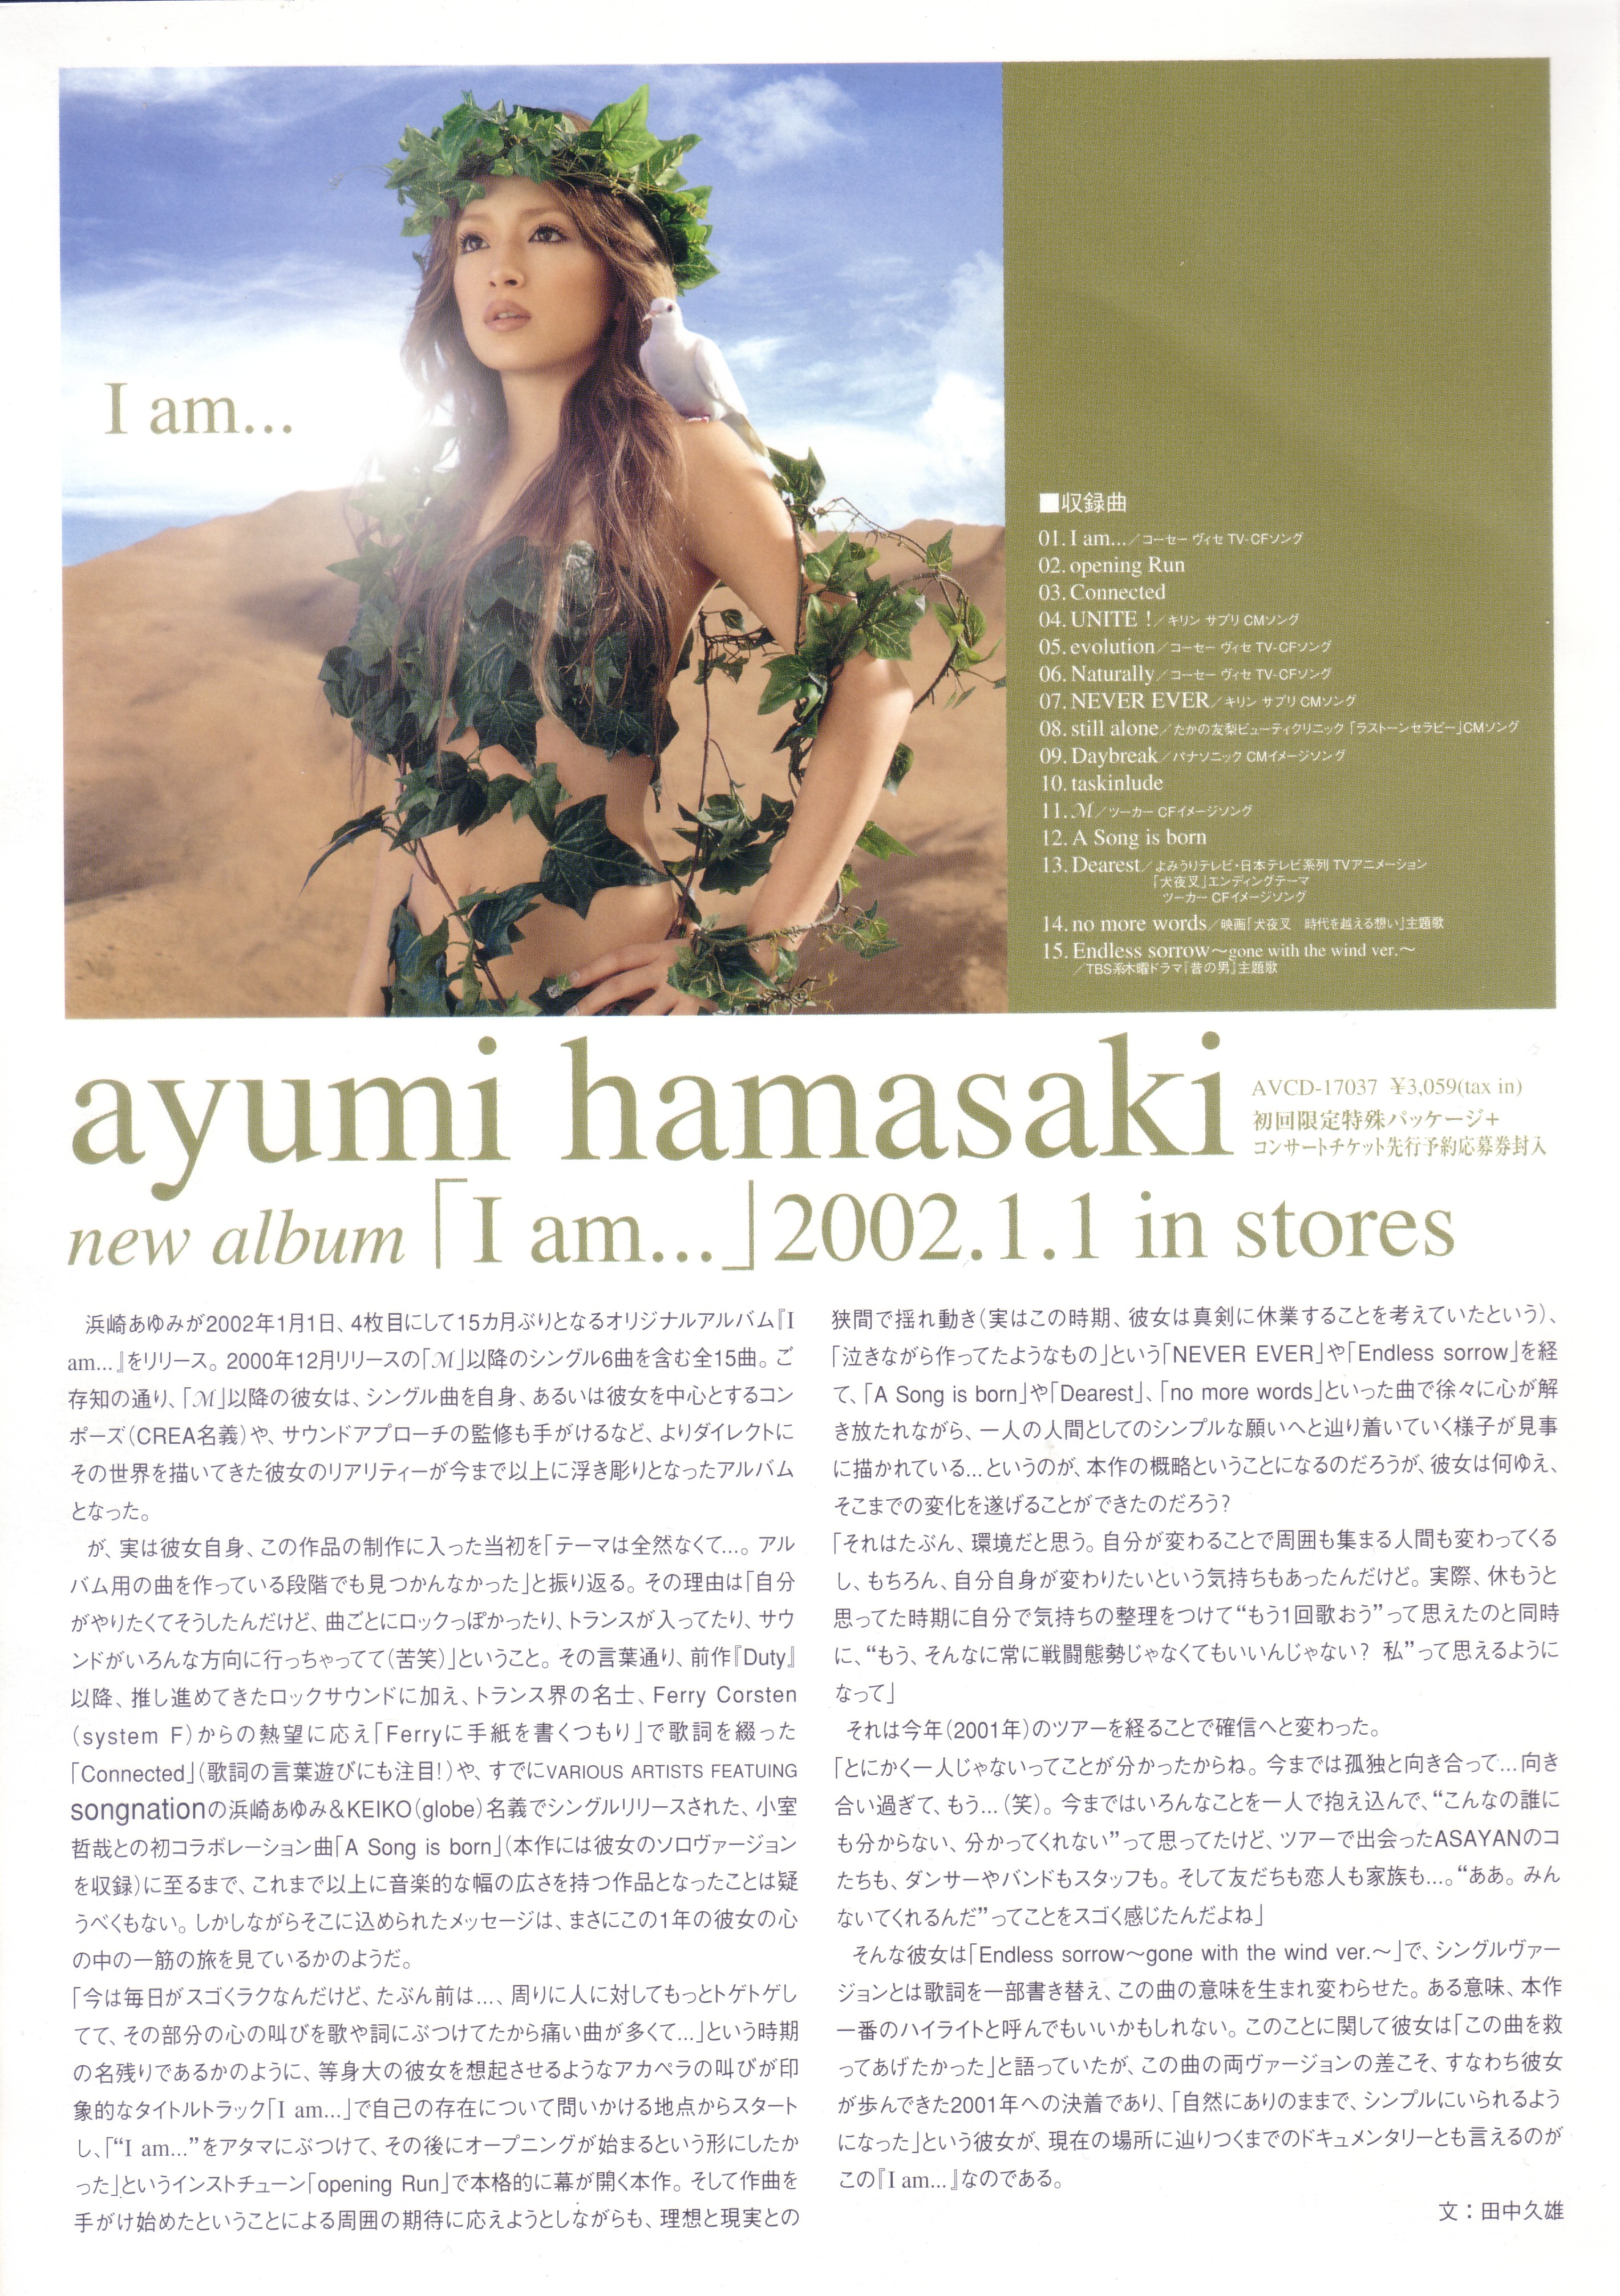 I am...
■収録曲
01. I am.../コーセー ヴィセ TV-CFソング
02. opening Run
03. Connected
04. UNITE !/キリン サプリ CMソング
05. evolution/コーセー ヴィセ TV-CFソング
06. Naturally/コーセー ヴィセ TV-CFソング
07. NEVER EVER/キリン サプリ CMソング
08. still alone/たかの友梨ビューティクリニック「ラストーンセラピー」CMソング
09. Daybreak/パナソニック CMイメージソング
10. taskinlude
11. M/ツーカー CFイメージソング
12. A Song is born
13. Dearest/よみうりテレビ・日本テレビ系列 TVアニメーション
「犬夜叉」エンディングテーマ
ツーカー CFイメージソング
14. no more words/映画「犬夜叉 時代を越える想い」主題歌
15. Endless sorrow〜gone with the wind ver.〜
/TBS系木曜ドラマ『昔の男』主題歌
ayumi hamasaki
AVCD-17037 ¥3,059(tax in)
初回限定特殊パッケージ+
コンサートチケット先行予約応募券封入
new album「I am...」2002.1.1 in stores
浜崎あゆみが2002年1月1日、4枚目にして15カ月ぶりとなるオリジナルアルバム『I
am...』をリリース。2000年12月リリースの「M」以降のシングル6曲を含む全15曲。ご
存知の通り、「M」以降の彼女は、シングル曲を自身、あるいは彼女を中心とするコン
ポーズ(CREA名義)や、サウンドアプローチの監修も手がけるなど、よりダイレクトに
その世界を描いてきた彼女のリアリティーが今まで以上に浮き彫りとなったアルバム
となった。
が、実は彼女自身、この作品の制作に入った当初を「テーマは全然なくて...。アル
バム用の曲を作っている段階でも見つかんなかった」と振り返る。その理由は「自分
がやりたくてそうしたんだけど、曲ごとにロックっぽかったり、トランスが入ってたり、サウ
ンドがいろんな方向に行っちゃってて(苦笑)」ということ。その言葉通り、前作『Duty』
以降、推し進めてきたロックサウンドに加え、トランス界の名士、Ferry Corsten
(system F)からの熱望に応え「Ferryに手紙を書くつもり」で歌詞を綴った
「Connected」(歌詞の言葉遊びにも注目!)や、すでにVARIOUS ARTISTS FEATUING
songnationの浜崎あゆみ&KEIKO(globe)名義でシングルリリースされた、小室
哲哉との初コラボレーション曲「A Song is born」(本作には彼女のソロヴァージョン
を収録)に至るまで、これまで以上に音楽的な幅の広さを持つ作品となったことは疑
うべくもない。しかしながらそこに込められたメッセージは、まさにこの1年の彼女の心
の中の一筋の旅を見ているかのようだ。
「今は毎日がスゴくラクなんだけど、たぶん前は...、周りに人に対してもっとトゲトゲし
てて、その部分の心の叫びを歌や詞にぶつけてたから痛い曲が多くて...」という時期
の名残りであるかのように、等身大の彼女を想起させるようなアカペラの叫びが印
象的なタイトルトラック「I am...」で自己の存在について問いかける地点からスタート
し、「“I am...”をアタマにぶつけて、その後にオープニングが始まるという形にしたか
った」というインストチューン「opening Run」で本格的に幕が開く本作。そして作曲を
手がけ始めたということによる周囲の期待に応えようとしながらも、理想と現実との
狭間で揺れ動き(実はこの時期、彼女は真剣に休業することを考えていたという)、
「泣きながら作ってたようなもの」という「NEVER EVER」や「Endless sorrow」を経
て、「A Song is born」や「Dearest」、「no more words」といった曲で徐々に心が解
き放たれながら、一人の人間としてのシンプルな願いへと辿り着いていく様子が見事
に描かれている...というのが、本作の概略ということになるのだろうが、彼女は何ゆえ、
そこまでの変化を遂げることができたのだろう?
「それはたぶん、環境だと思う。自分が変わることで周囲も集まる人間も変わってくる
し、もちろん、自分自身が変わりたいという気持ちもあったんだけど。実際、休もうと
思ってた時期に自分で気持ちの整理をつけて“もう1回歌おう”って思えたのと同時
に、“もう、そんなに常に戦闘態勢じゃなくてもいいんじゃない? 私”って思えるように
なって」
それは今年(2001年)のツアーを経ることで確信へと変わった。
「とにかく一人じゃないってことが分かったからね。今までは孤独と向き合って...向き
合い過ぎて、もう...(笑)。今まではいろんなことを一人で抱え込んで、“こんなの誰に
も分からない、分かってくれない”って思ってたけど、ツアーで出会ったASAYANのコ
たちも、ダンサーやバンドもスタッフも。そして友だちも恋人も家族も...。“ああ。みん
ないてくれるんだ”ってことをスゴく感じたんだよね」
そんな彼女は「Endless sorrow〜gone with the wind ver.〜」で、シングルヴァー
ジョンとは歌詞を一部書き替え、この曲の意味を生まれ変わらせた。ある意味、本作
一番のハイライトと呼んでもいいかもしれない。このことに関して彼女は「この曲を救
ってあげたかった」と語っていたが、この曲の両ヴァージョンの差こそ、すなわち彼女
が歩んできた2001年への決着であり、「自然にありのままで、シンプルにいられるよう
になった」という彼女が、現在の場所に辿りつくまでのドキュメンタリーとも言えるのが
この『I am...』なのである。
文:田中久雄